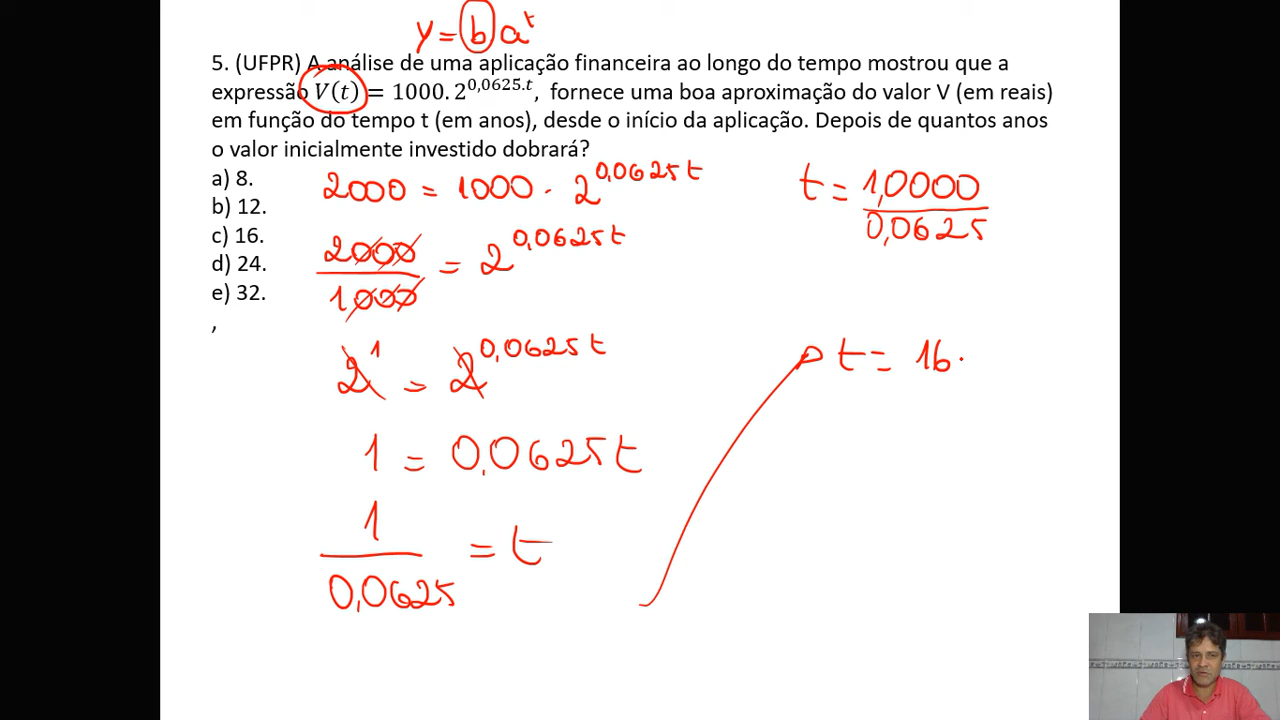 y = b a^t
5. (UFPR) A análise de uma aplicação financeira ao longo do tempo mostrou que a
expressão V(t) = 1000. 2^0,0625.t, fornece uma boa aproximação do valor V (em reais)
em função do tempo t (em anos), desde o início da aplicação. Depois de quantos anos
o valor inicialmente investido dobrará?
a) 8.
b) 12.
c) 16.
d) 24.
e) 32.
,
2000 = 1000 · 2^0,0625t
2000/1000 = 2^0,0625t
2^1 = 2^0,0625t
1 = 0,0625t
1/0,0625 = t
t = 1,0000/0,0625
t = 16.